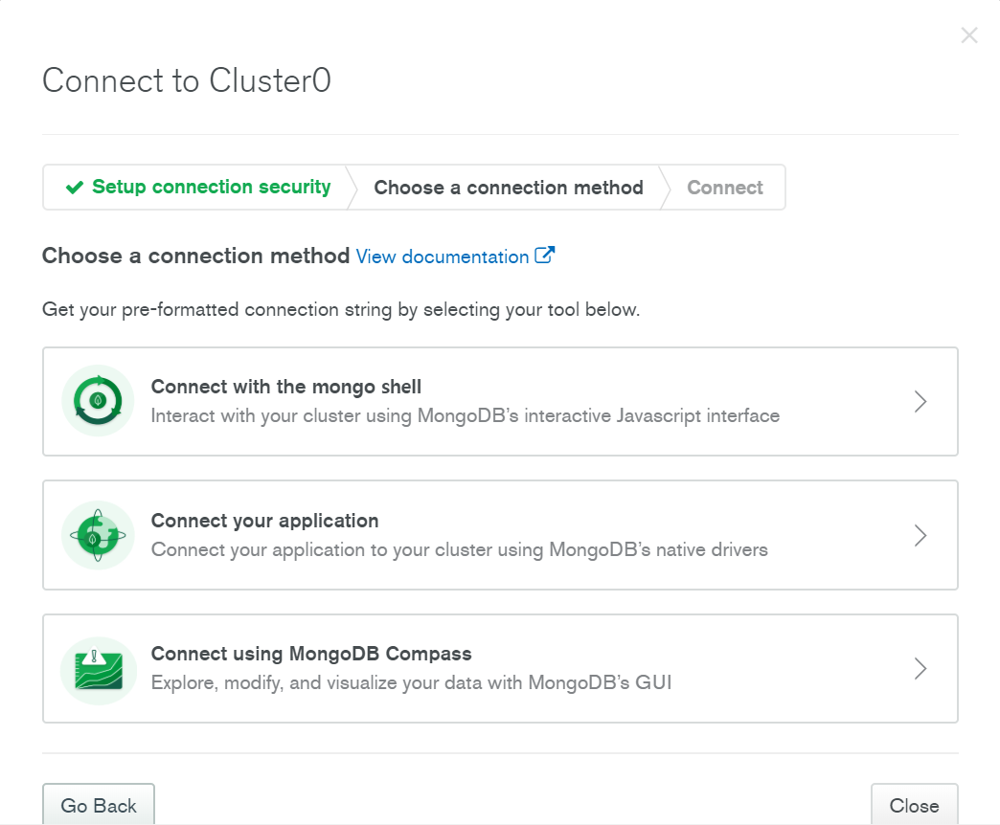 Connect to Cluster0
Setup connection security
Choose a connection method
Connect
Choose a connection method View documentation
Get your pre-formatted connection string by selecting your tool below.
Connect with the mongo shell
Interact with your cluster using MongoDB's interactive Javascript interface
Connect your application
Connect your application to your cluster using MongoDB's native drivers
Connect using MongoDB Compass
Explore, modify, and visualize your data with MongoDB's GUI
Go Back
Close